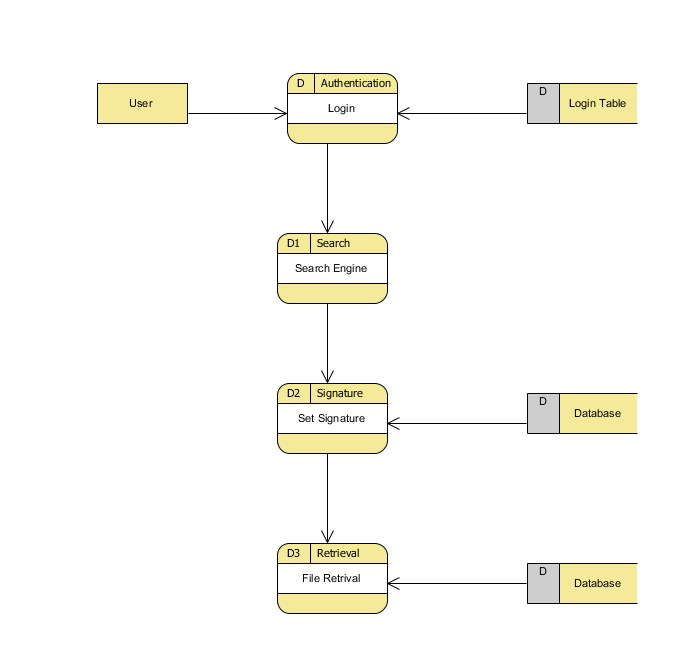 D Authentication
User
Login
D
Login Table
D1 Search
Search Engine
D2 Signature
Set Signature
D
Database
D3 Retrieval
File Retrival
D
Database